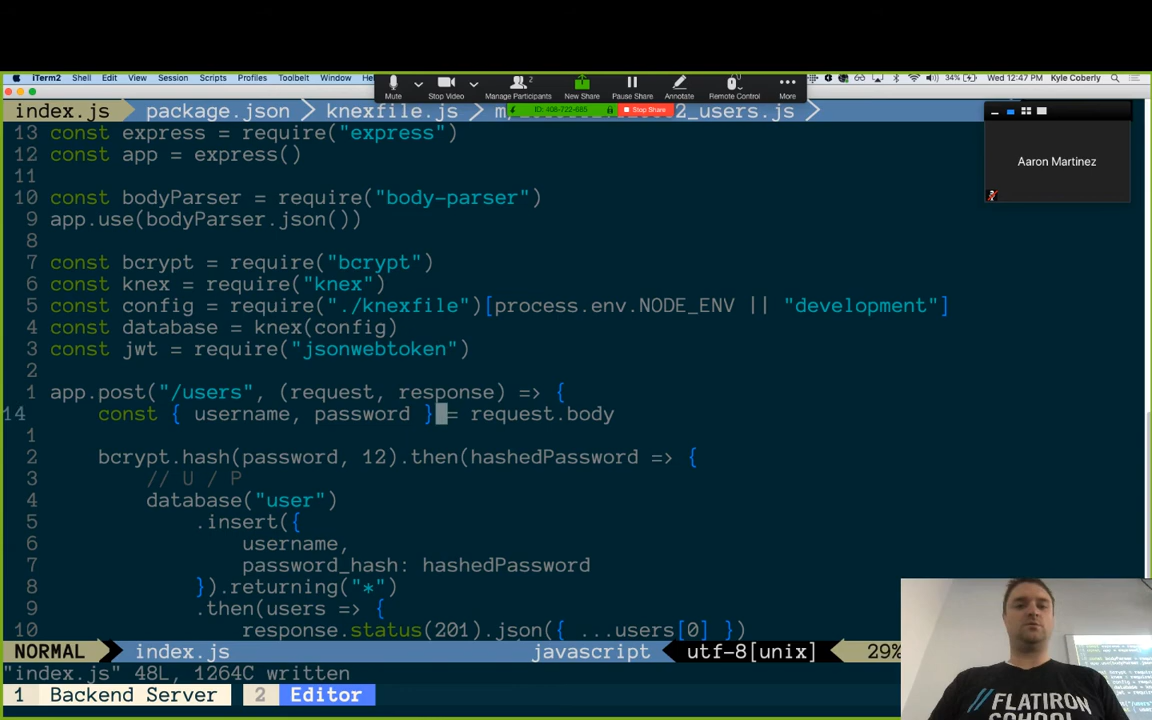 iTerm2 Shell Edit View Session Scripts Profiles Toolbelt Window 34% Wed 12:47 PM Kyle Coberly
Mute Stop Video Manage Participants 2 New Share Pause Share Annotate Remote Control More
ID: 408-722-665 Stop Share
index.js package.json knexfile.js 2_users.js
Aaron Martinez
13 const express = require("express")
12 const app = express()
11
10 const bodyParser = require("body-parser")
9 app.use(bodyParser.json())
8
7 const bcrypt = require("bcrypt")
6 const knex = require("knex")
5 const config = require("./knexfile")[process.env.NODE_ENV || "development"]
4 const database = knex(config)
3 const jwt = require("jsonwebtoken")
2
1 app.post("/users", (request, response) => {
14 const { username, password } = request.body
1
2 bcrypt.hash(password, 12).then(hashedPassword => {
3 // U / P
4 database("user")
5 .insert({
6 username,
7 password_hash: hashedPassword
8 }).returning("*")
9 .then(users => {
10 response.status(201).json({ ...users[0] })
NORMAL index.js javascript utf-8[unix] 29%
"index.js" 48L, 1264C written
1 Backend Server 2 Editor
//FLATIRON
SCHOOL